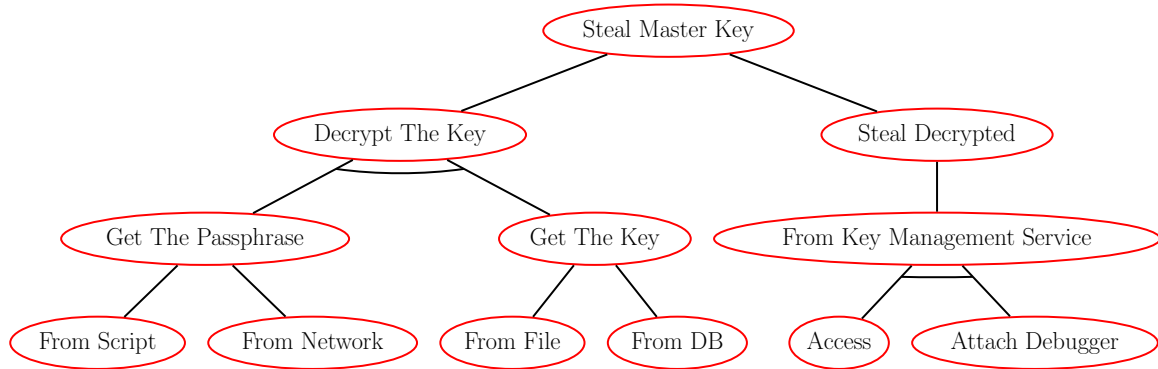 Steal Master Key
Decrypt The Key
Steal Decrypted
Get The Passphrase
Get The Key
From Key Management Service
From Script
From Network
From File
From DB
Access
Attach Debugger